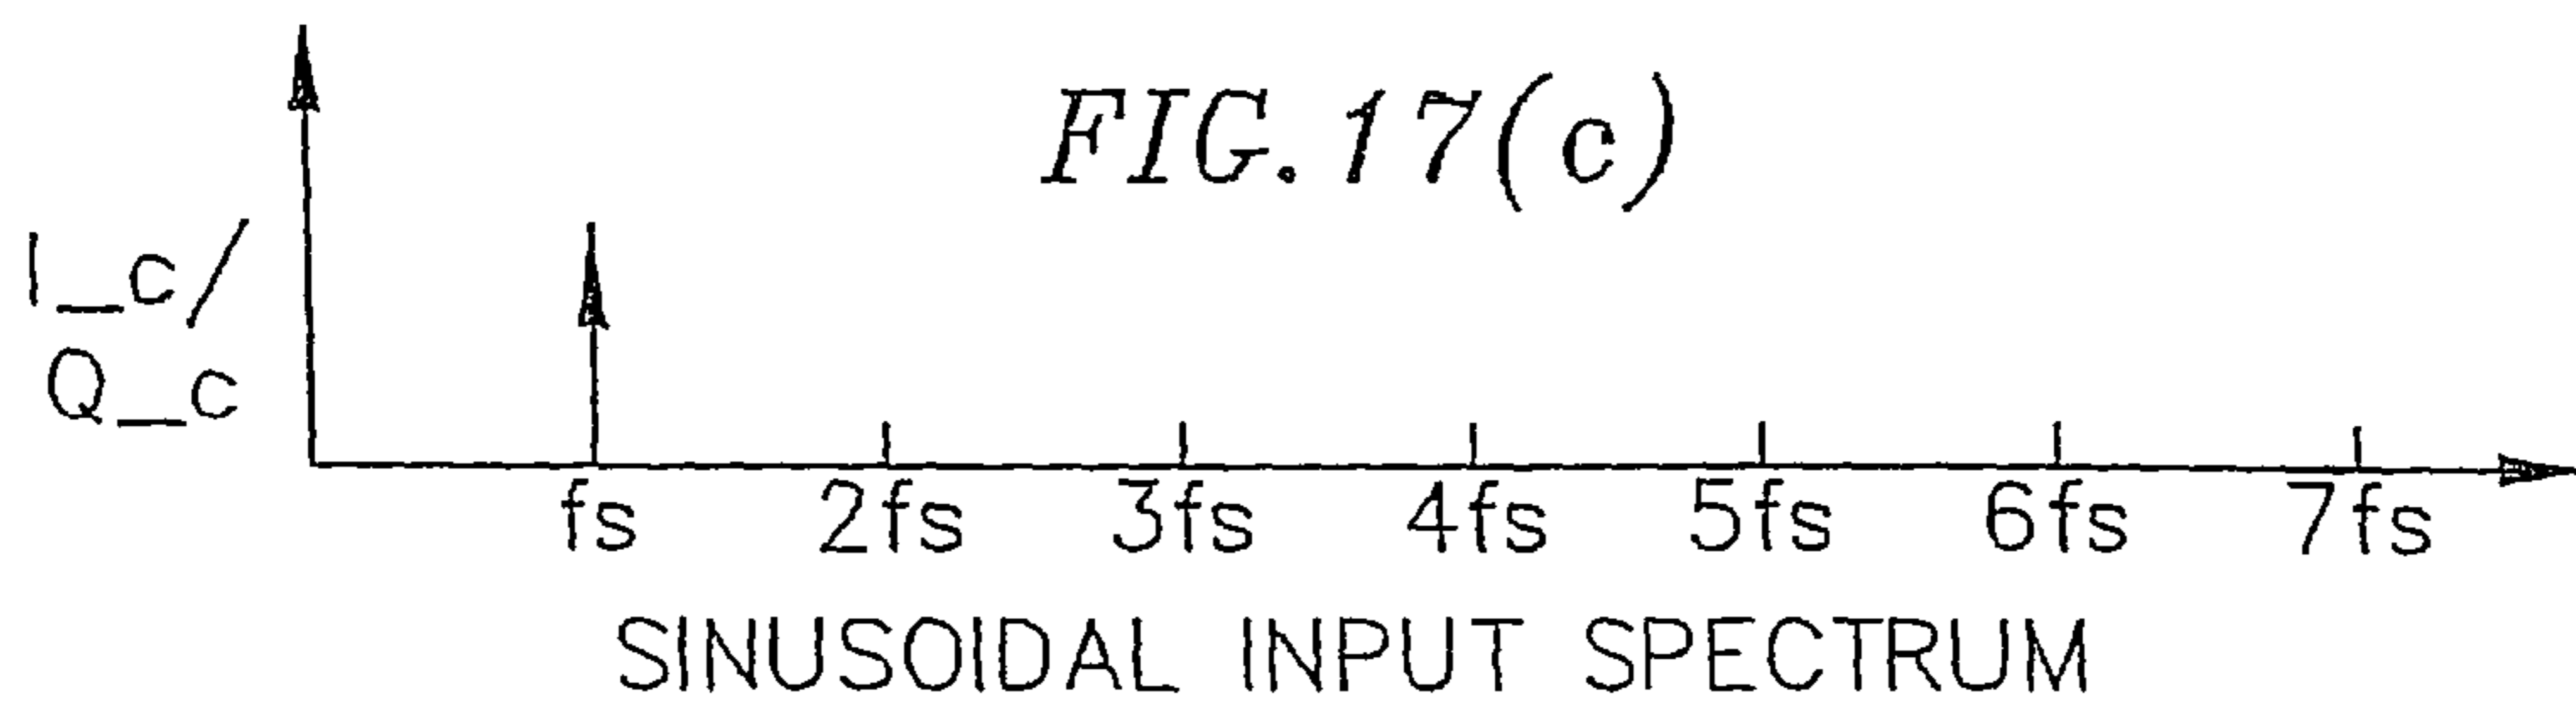 FIG. 17(c)
I_c/
Q_c
fs 2fs 3fs 4fs 5fs 6fs 7fs
SINUSOIDAL INPUT SPECTRUM